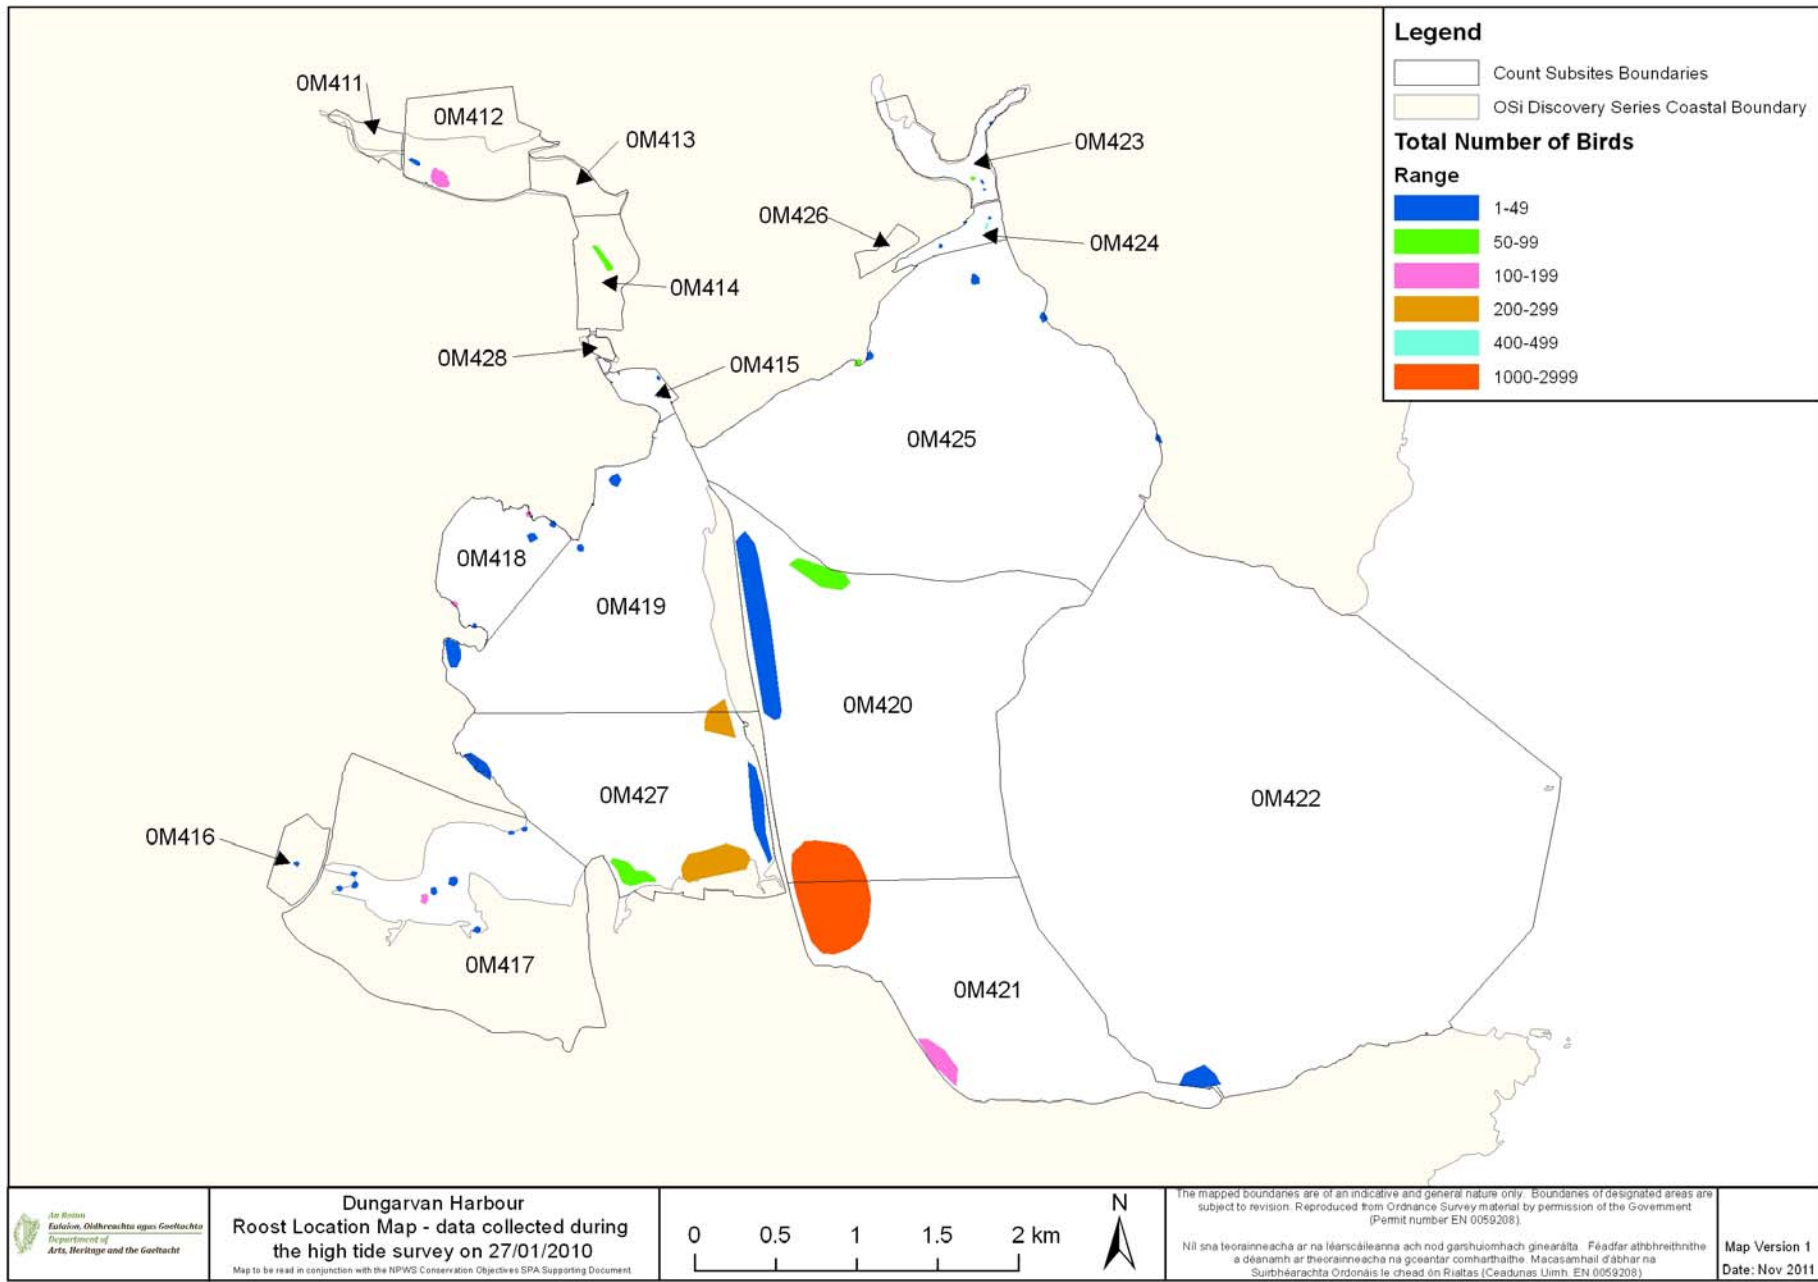 Legend
Count Subsites Boundaries
OSi Discovery Series Coastal Boundary
Total Number of Birds
Range
1-49
50-99
100-199
200-299
400-499
1000-2999
0M411
0M412
0M413
0M423
0M426
0M424
0M414
0M428
0M415
0M425
0M418
0M419
0M420
0M427
0M422
0M416
0M417
0M421
An Roinn
Ealaíon, Oidhreachta agus Gaeltachta
Department of
Arts, Heritage and the Gaeltacht
Dungarvan Harbour
Roost Location Map - data collected during
the high tide survey on 27/01/2010
Map to be read in conjunction with the NPWS Conservation Objectives SPA Supporting Document
0 0.5 1 1.5 2 km
N
The mapped boundaries are of an indicative and general nature only. Boundaries of designated areas are
subject to revision. Reproduced from Ordnance Survey material by permission of the Government
(Permit number EN 0059208).
Níl sna teorainneacha ar na léarscáileanna ach nod garshuiomhach ginearálta. Féadfar athbhreithnithe
a déanamh ar theorainneacha na gceantar comharthaithe. Macasamhail d'ábhar na
Suirbhéarachta Ordonáis le chead ón Rialtas (Ceadunas Uimh. EN 0059208)
Map Version 1
Date: Nov 2011